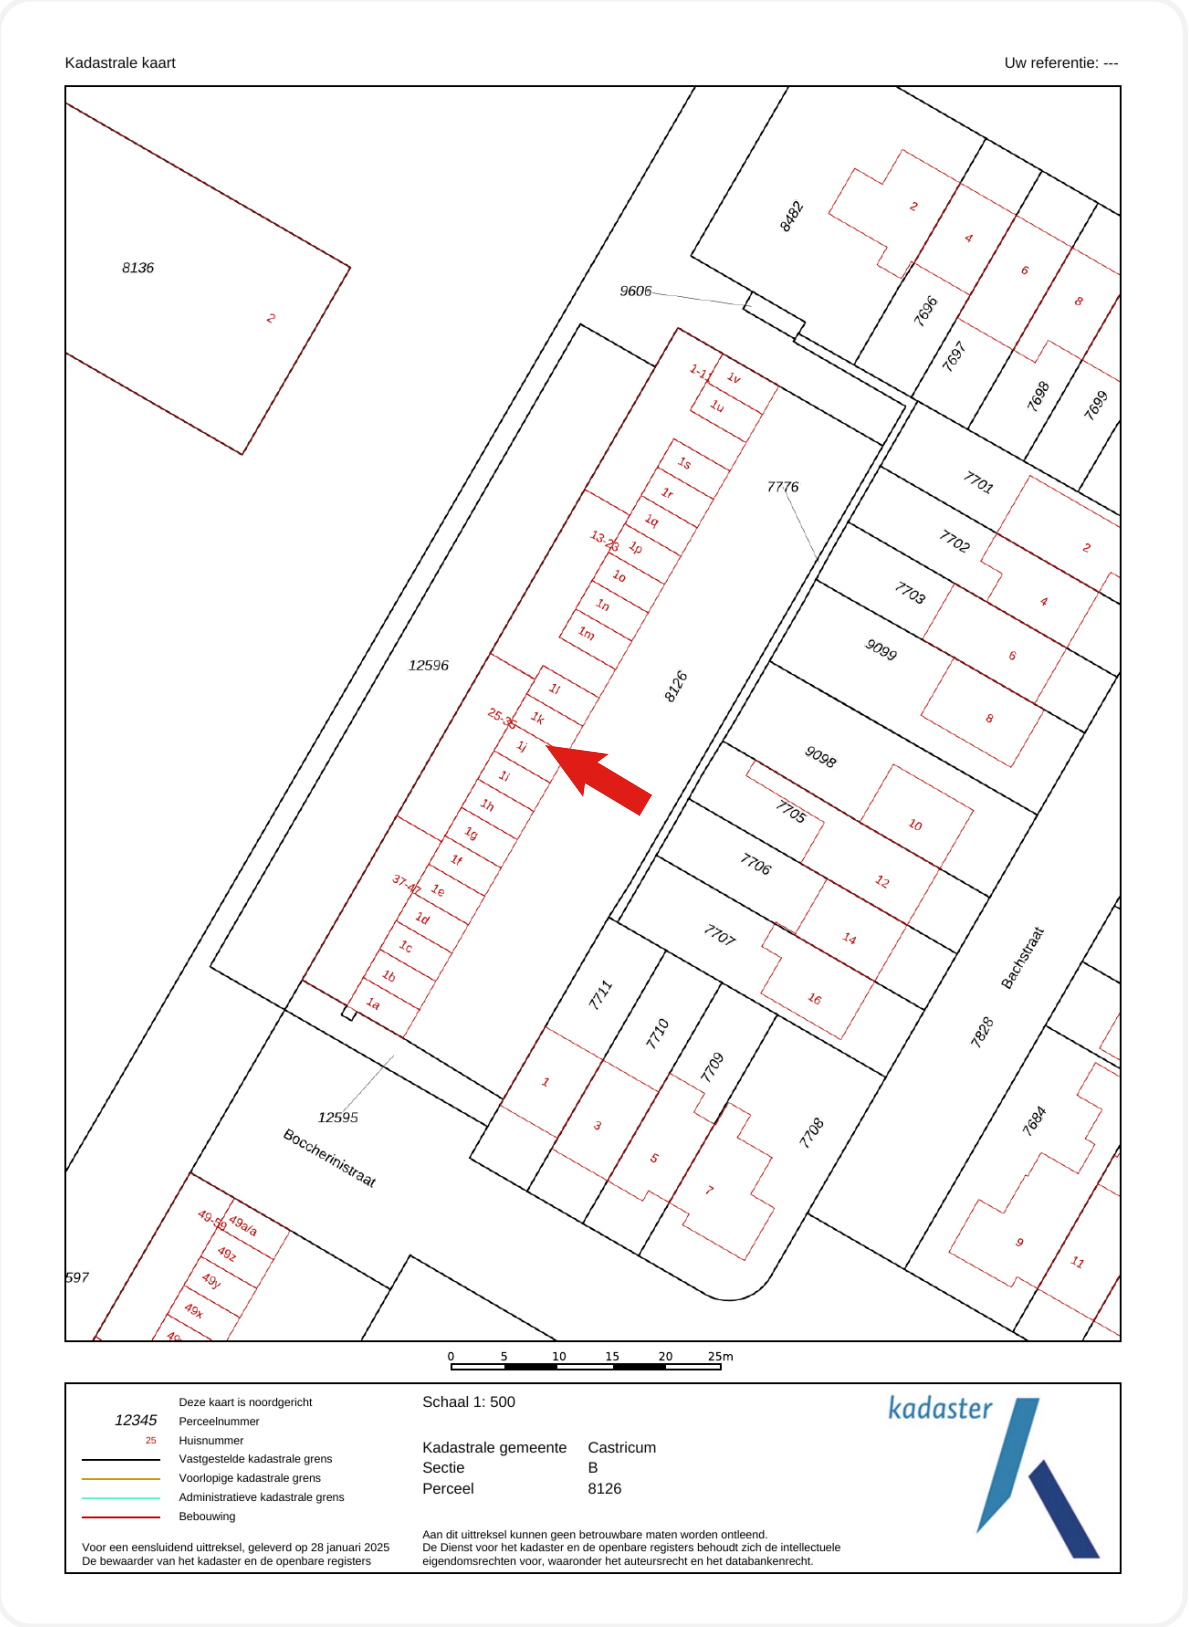 Kadastrale kaart
Uw referentie: ---
8136
2
9606
8482
2
4
6
8
7696
7697
7698
7699
1-11
1v
1u
1s
1r
1q
13-23
1p
1o
1n
1m
7776
7701
7702
7703
9099
2
4
6
8
12596
8126
1l
25-35
1k
1j
1i
1h
1g
1f
37-47
1e
1d
1c
1b
1a
9098
7705
7706
7707
10
12
14
16
Bachstraat
7828
7711
7710
7709
7708
1
3
5
7
7684
9
11
12595
Boccherinistraat
49-59
49a/a
49z
49y
49x
49
597
0 5 10 15 20 25m
Deze kaart is noordgericht
12345 Perceelnummer
25 Huisnummer
Vastgestelde kadastrale grens
Voorlopige kadastrale grens
Administratieve kadastrale grens
Bebouwing
Voor een eensluidend uittreksel, geleverd op 28 januari 2025
De bewaarder van het kadaster en de openbare registers
Schaal 1: 500
Kadastrale gemeente Castricum
Sectie B
Perceel 8126
Aan dit uittreksel kunnen geen betrouwbare maten worden ontleend.
De Dienst voor het kadaster en de openbare registers behoudt zich de intellectuele
eigendomsrechten voor, waaronder het auteursrecht en het databankenrecht.
kadaster